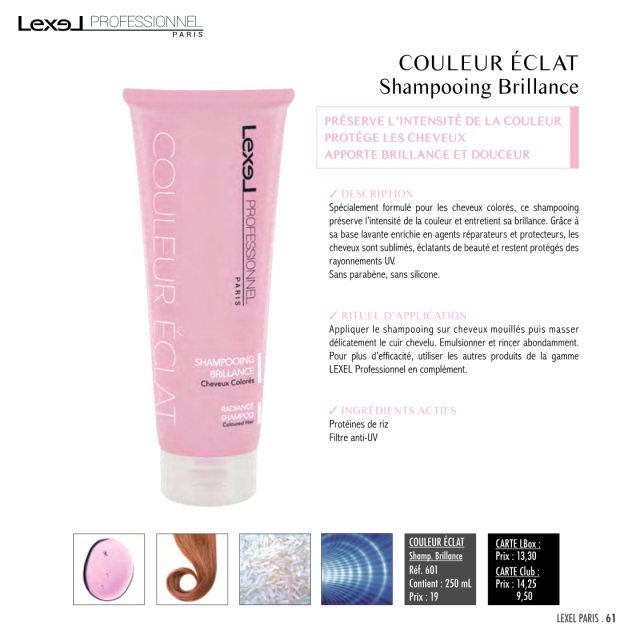 Lexel PROFESSIONNEL
PARIS
COULEUR ÉCLAT
Shampooing Brillance
PRÉSERVE L'INTENSITÉ DE LA COULEUR
PROTÈGE LES CHEVEUX
APPORTE BRILLANCE ET DOUCEUR
COULEUR ÉCLAT
Lexel PROFESSIONNEL
PARIS
SHAMPOOING
BRILLANCE
Cheveux Colorés
RADIANCE
SHAMPOO
Coloured Hair
✓ DESCRIPTION
Spécialement formulé pour les cheveux colorés, ce shampooing
préserve l'intensité de la couleur et entretient sa brillance. Grâce à
sa base lavante enrichie en agents réparateurs et protecteurs, les
cheveux sont sublimés, éclatants de beauté et restent protégés des
rayonnements UV.
Sans parabène, sans silicone.
✓ RITUEL D'APPLICATION
Appliquer le shampooing sur cheveux mouillés puis masser
délicatement le cuir chevelu. Emulsionner et rincer abondamment.
Pour plus d'efficacité, utiliser les autres produits de la gamme
LEXEL Professionnel en complément.
✓ INGRÉDIENTS ACTIFS
Protéines de riz
Filtre anti-UV
COULEUR ÉCLAT
Shamp. Brillance
Réf. 601
Contient : 250 mL
Prix : 19
CARTE LBox :
Prix : 13,30
CARTE Club :
Prix : 14,25
9,50
LEXEL PARIS . 61